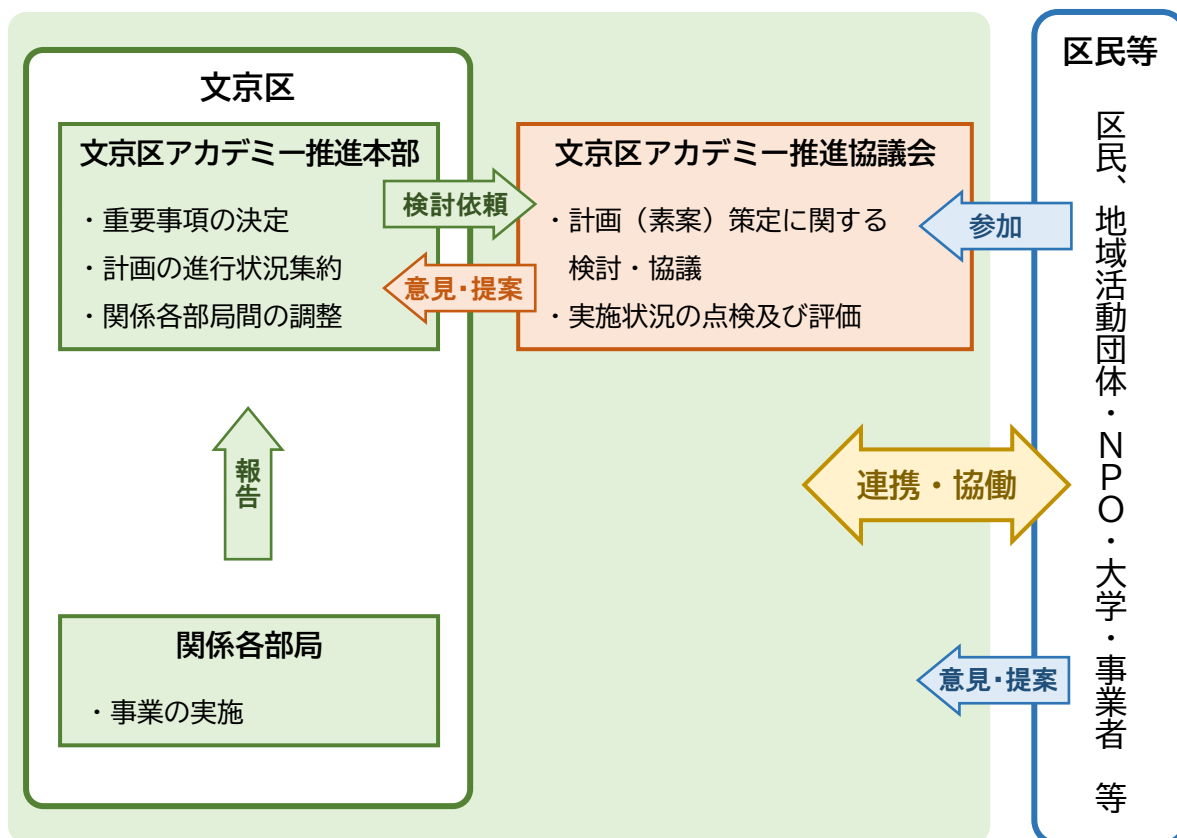 文京区
文京区アカデミー推進本部
・重要事項の決定
・計画の進行状況集約
・関係各部局間の調整
検討依頼
意見・提案
文京区アカデミー推進協議会
・計画（素案）策定に関する
検討・協議
・実施状況の点検及び評価
参加
報告
関係各部局
・事業の実施
連携・協働
意見・提案
区民等
区民、地域活動団体・ＮＰＯ・大学・事業者　等